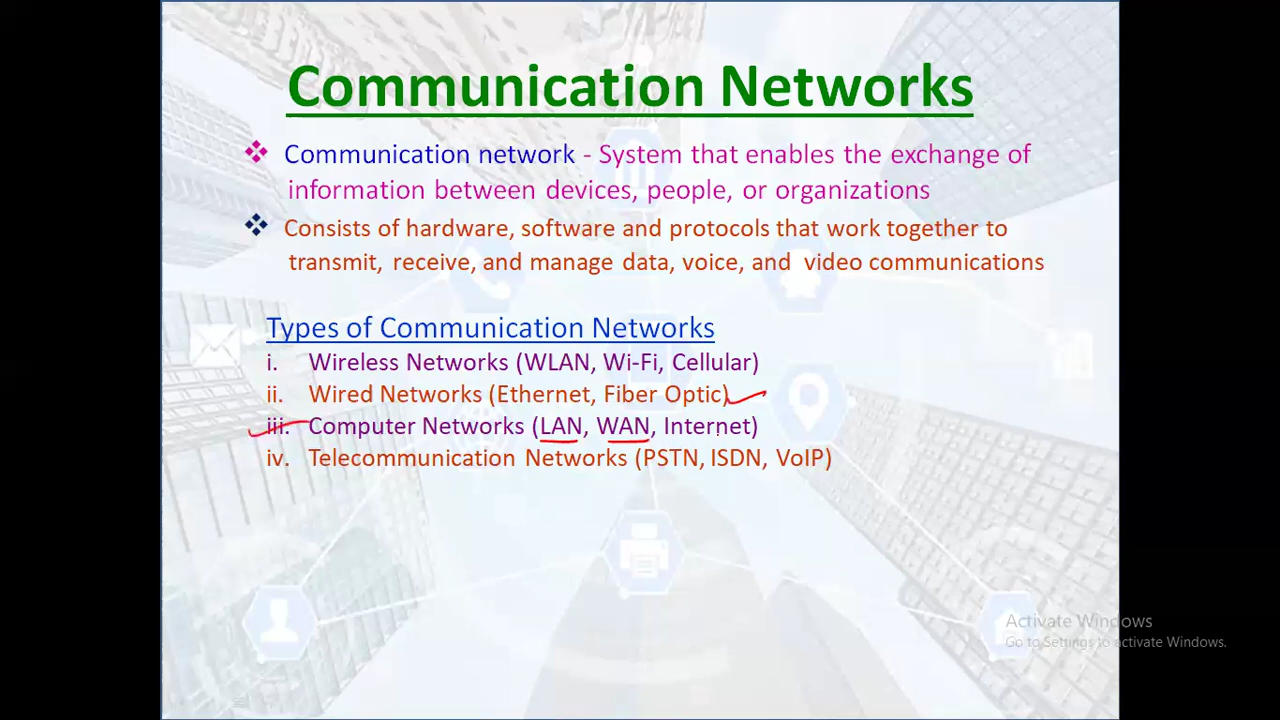 Communication Networks
Communication network - System that enables the exchange of
information between devices, people, or organizations
Consists of hardware, software and protocols that work together to
transmit, receive, and manage data, voice, and video communications
Types of Communication Networks
i. Wireless Networks (WLAN, Wi-Fi, Cellular)
ii. Wired Networks (Ethernet, Fiber Optic)
iii. Computer Networks (LAN, WAN, Internet)
iv. Telecommunication Networks (PSTN, ISDN, VoIP)
Activate Windows
Go to Settings to activate Windows.